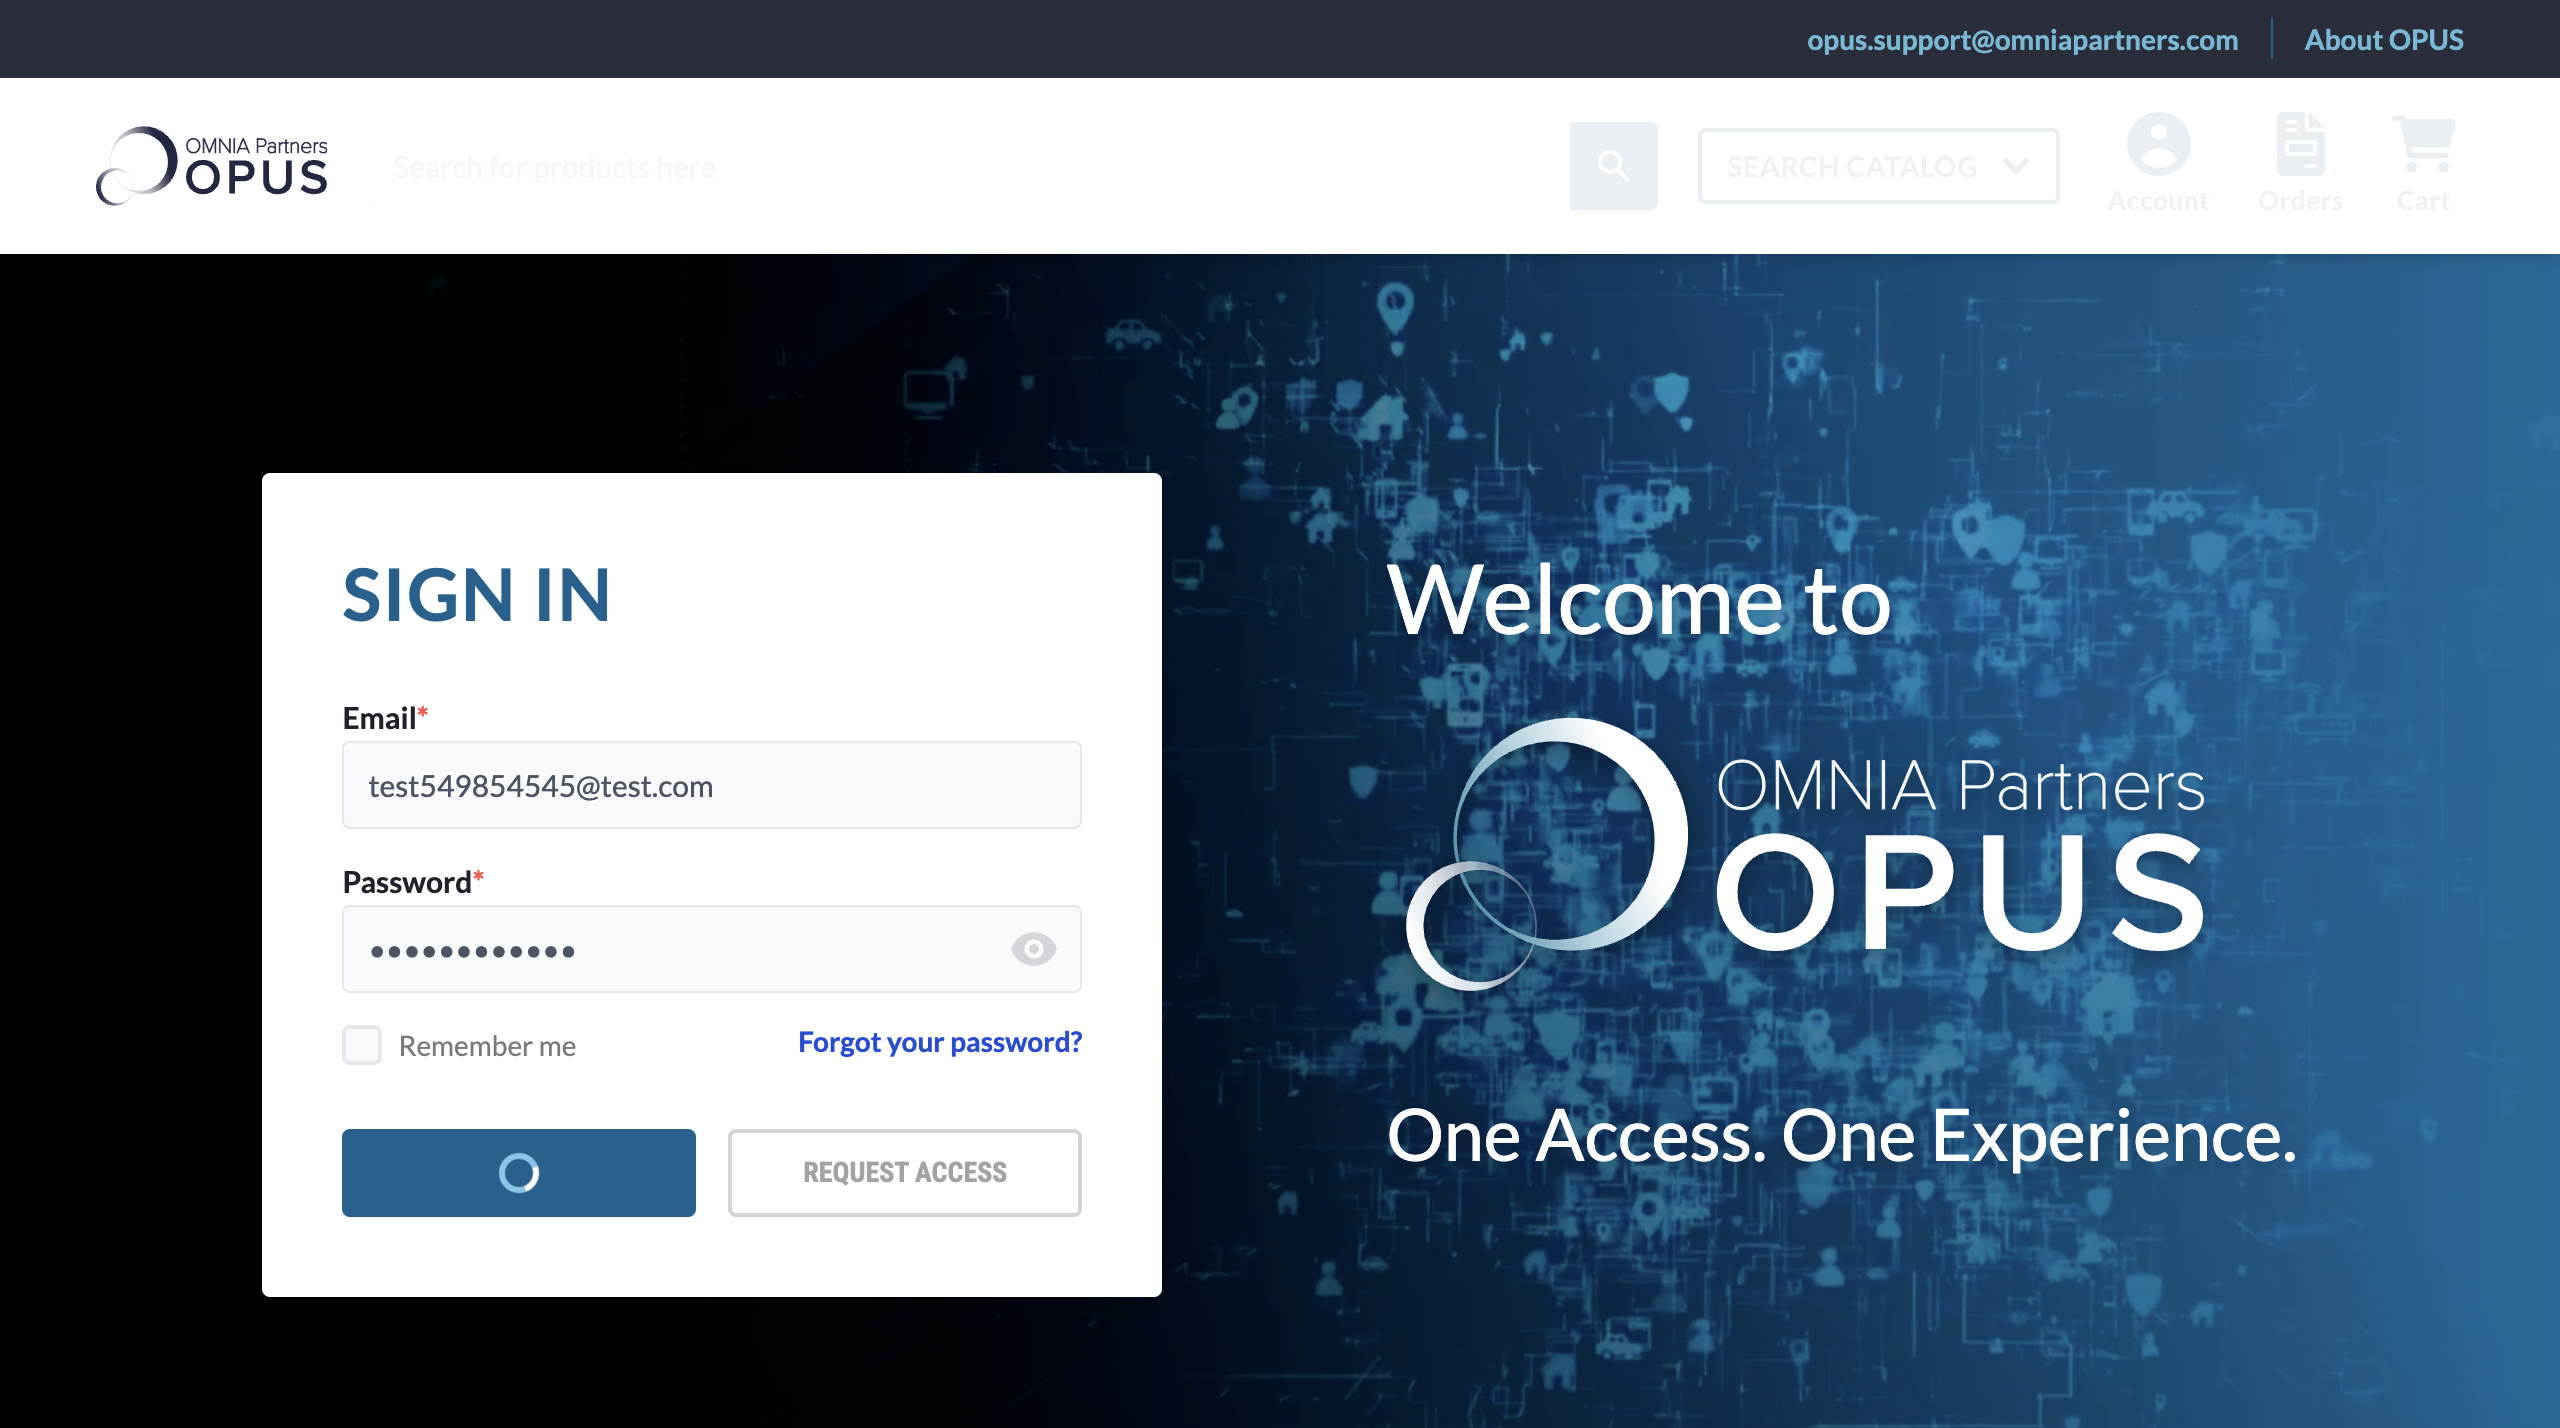 opus.support@omniapartners.com
About OPUS
OMNIA Partners
OPUS
Search for products here
SEARCH CATALOG
Account
Orders
Cart
SIGN IN
Email*
test549854545@test.com
Password*
Remember me
Forgot your password?
REQUEST ACCESS
Welcome to
OMNIA Partners
OPUS
One Access. One Experience.